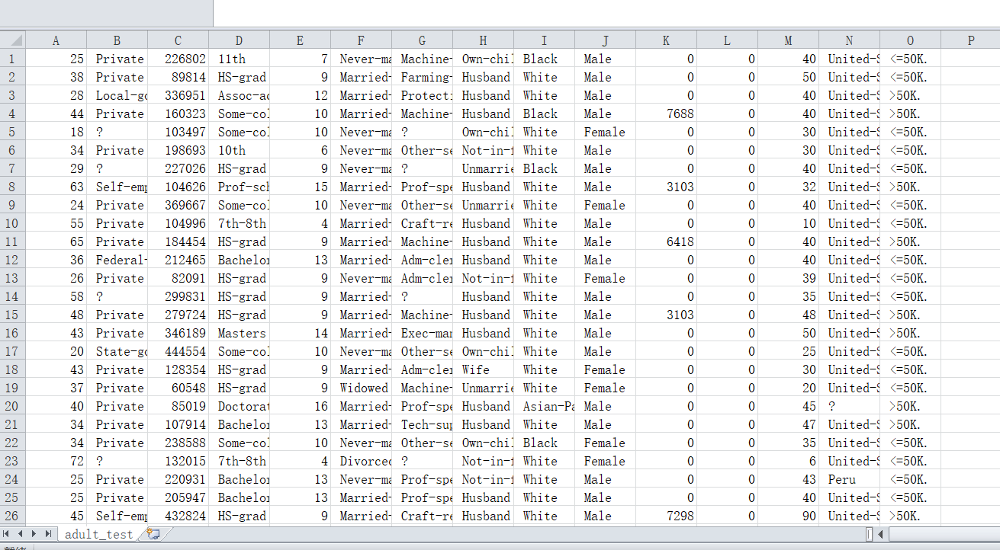 A B C D E F G H I J K L M N O P
1 25 Private 226802 11th 7 Never-ma Machine- Own-chil Black Male 0 0 40 United-S <=50K.
2 38 Private 89814 HS-grad 9 Married- Farming- Husband White Male 0 0 50 United-S <=50K.
3 28 Local-go 336951 Assoc-ac 12 Married- Protecti Husband White Male 0 0 40 United-S >50K.
4 44 Private 160323 Some-col 10 Married- Machine- Husband Black Male 7688 0 40 United-S >50K.
5 18 ? 103497 Some-col 10 Never-ma ? Own-chil White Female 0 0 30 United-S <=50K.
6 34 Private 198693 10th 6 Never-ma Other-se Not-in-f White Male 0 0 30 United-S <=50K.
7 29 ? 227026 HS-grad 9 Never-ma ? Unmarrie Black Male 0 0 40 United-S <=50K.
8 63 Self-emp 104626 Prof-sch 15 Married- Prof-spe Husband White Male 3103 0 32 United-S >50K.
9 24 Private 369667 Some-col 10 Never-ma Other-se Unmarrie White Female 0 0 40 United-S <=50K.
10 55 Private 104996 7th-8th 4 Married- Craft-re Husband White Male 0 0 10 United-S <=50K.
11 65 Private 184454 HS-grad 9 Married- Machine- Husband White Male 6418 0 40 United-S >50K.
12 36 Federal- 212465 Bachelor 13 Married- Adm-cler Husband White Male 0 0 40 United-S <=50K.
13 26 Private 82091 HS-grad 9 Never-ma Adm-cler Not-in-f White Female 0 0 39 United-S <=50K.
14 58 ? 299831 HS-grad 9 Married- ? Husband White Male 0 0 35 United-S <=50K.
15 48 Private 279724 HS-grad 9 Married- Machine- Husband White Male 3103 0 48 United-S >50K.
16 43 Private 346189 Masters 14 Married- Exec-man Husband White Male 0 0 50 United-S >50K.
17 20 State-go 444554 Some-col 10 Never-ma Other-se Own-chil White Male 0 0 25 United-S <=50K.
18 43 Private 128354 HS-grad 9 Married- Adm-cler Wife White Female 0 0 30 United-S <=50K.
19 37 Private 60548 HS-grad 9 Widowed Machine- Unmarrie White Female 0 0 20 United-S <=50K.
20 40 Private 85019 Doctorat 16 Married- Prof-spe Husband Asian-Pa Male 0 0 45 ? >50K.
21 34 Private 107914 Bachelor 13 Married- Tech-sup Husband White Male 0 0 47 United-S >50K.
22 34 Private 238588 Some-col 10 Never-ma Other-se Own-chil Black Female 0 0 35 United-S <=50K.
23 72 ? 132015 7th-8th 4 Divorced ? Not-in-f White Female 0 0 6 United-S <=50K.
24 25 Private 220931 Bachelor 13 Never-ma Prof-spe Not-in-f White Male 0 0 43 Peru <=50K.
25 25 Private 205947 Bachelor 13 Married- Prof-spe Husband White Male 0 0 40 United-S <=50K.
26 45 Self-emp 432824 HS-grad 9 Married- Craft-re Husband White Male 7298 0 90 United-S >50K.
adult_test